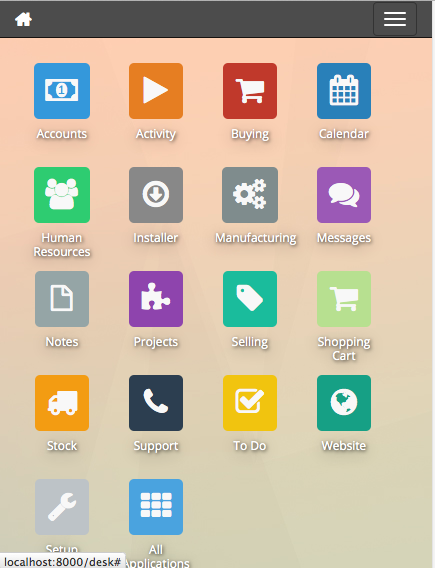 Accounts
Activity
Buying
Calendar
Human
Resources
Installer
Manufacturing
Messages
Notes
Projects
Selling
Shopping
Cart
Stock
Support
To Do
Website
Setup
All
Applications
localhost:8000/desk#